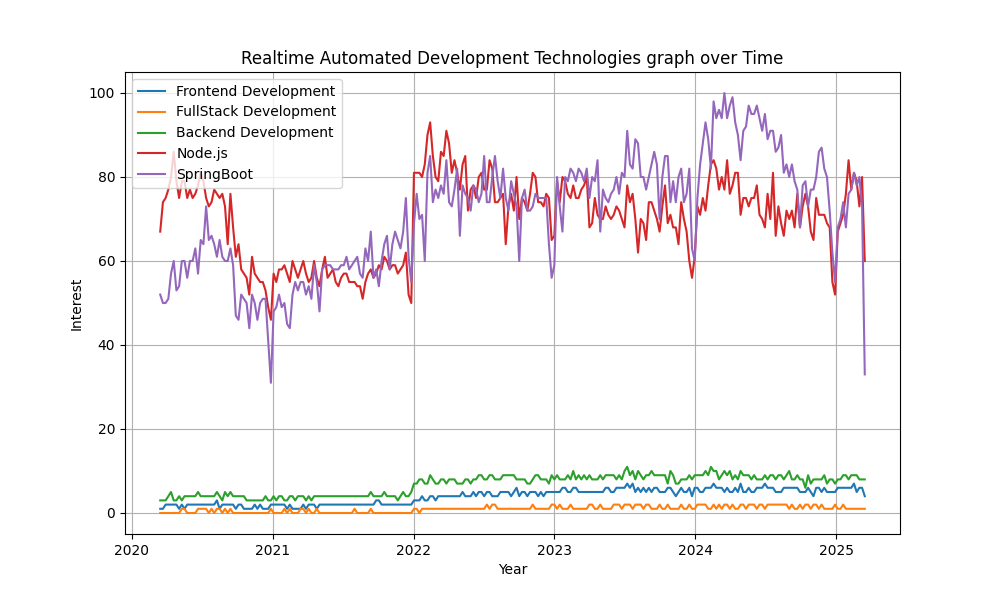 Realtime Automated Development Technologies graph over Time
Frontend Development
FullStack Development
Backend Development
Node.js
SpringBoot
100
80
60
40
20
0
Interest
2020
2021
2022
2023
2024
2025
Year